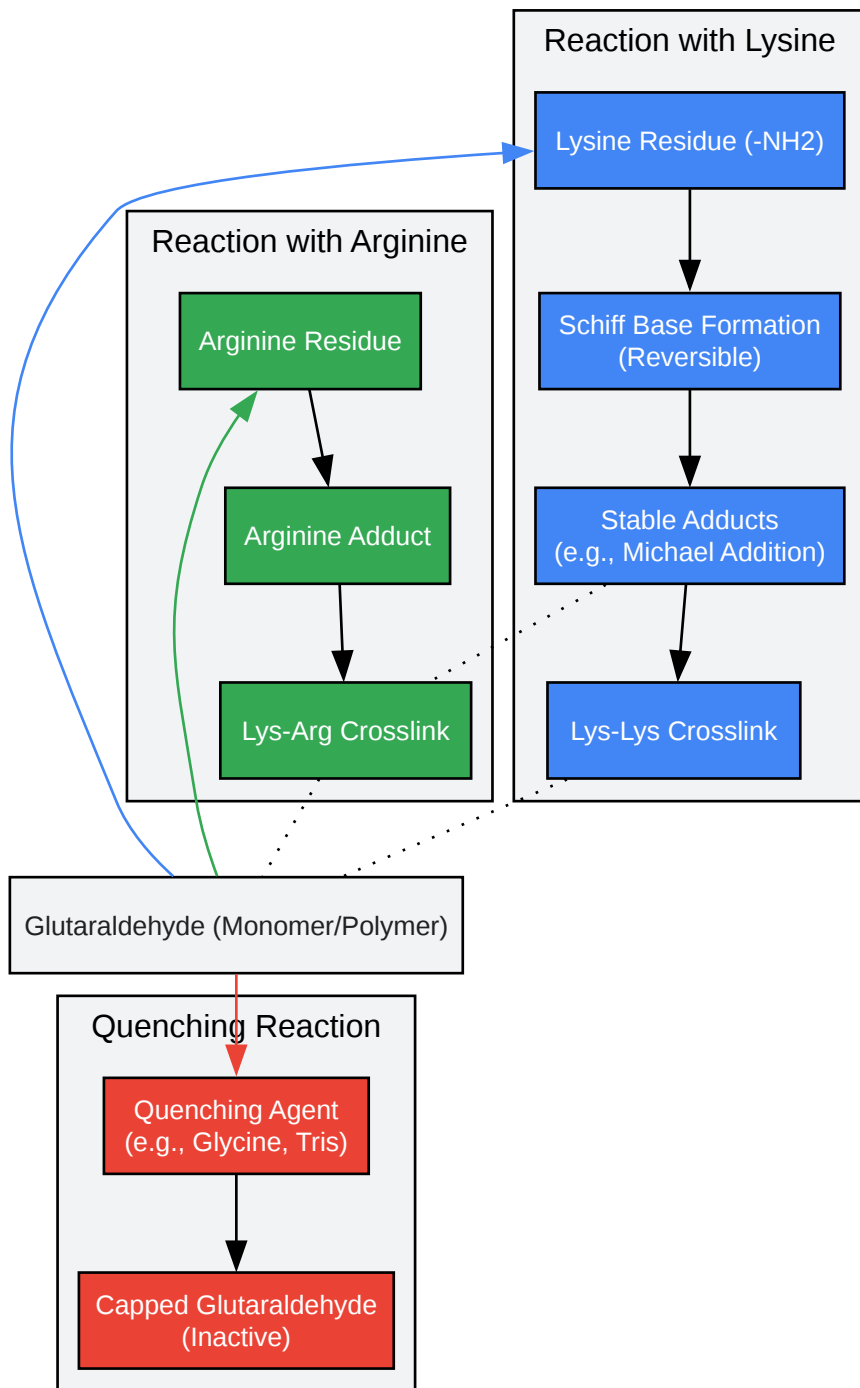 Reaction with Lysine
Lysine Residue (-NH2)
Schiff Base Formation
(Reversible)
Stable Adducts
(e.g., Michael Addition)
Lys-Lys Crosslink
Reaction with Arginine
Arginine Residue
Arginine Adduct
Lys-Arg Crosslink
Glutaraldehyde (Monomer/Polymer)
Quenching Reaction
Quenching Agent
(e.g., Glycine, Tris)
Capped Glutaraldehyde
(Inactive)